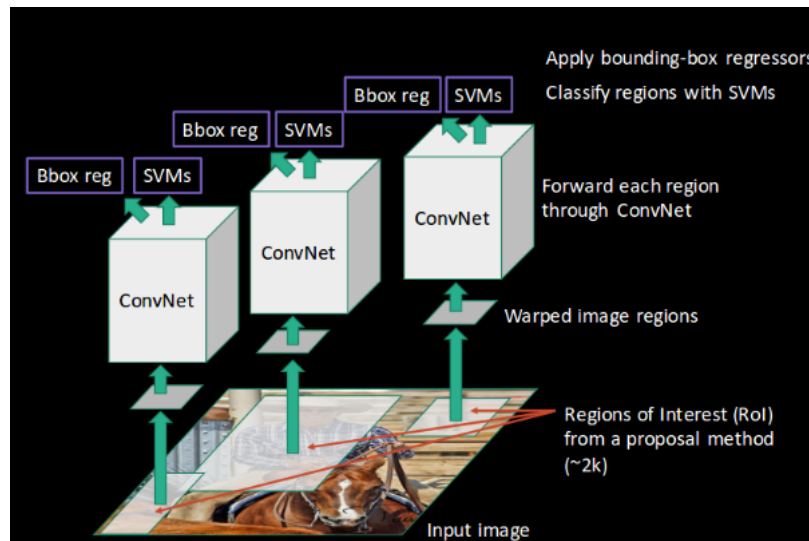 Apply bounding-box regressors
Bbox reg
SVMs
Classify regions with SVMs
Bbox reg
SVMs
Bbox reg
SVMs
Forward each region
through ConvNet
ConvNet
ConvNet
ConvNet
Warped image regions
Regions of Interest (RoI)
from a proposal method
(~2k)
Input image